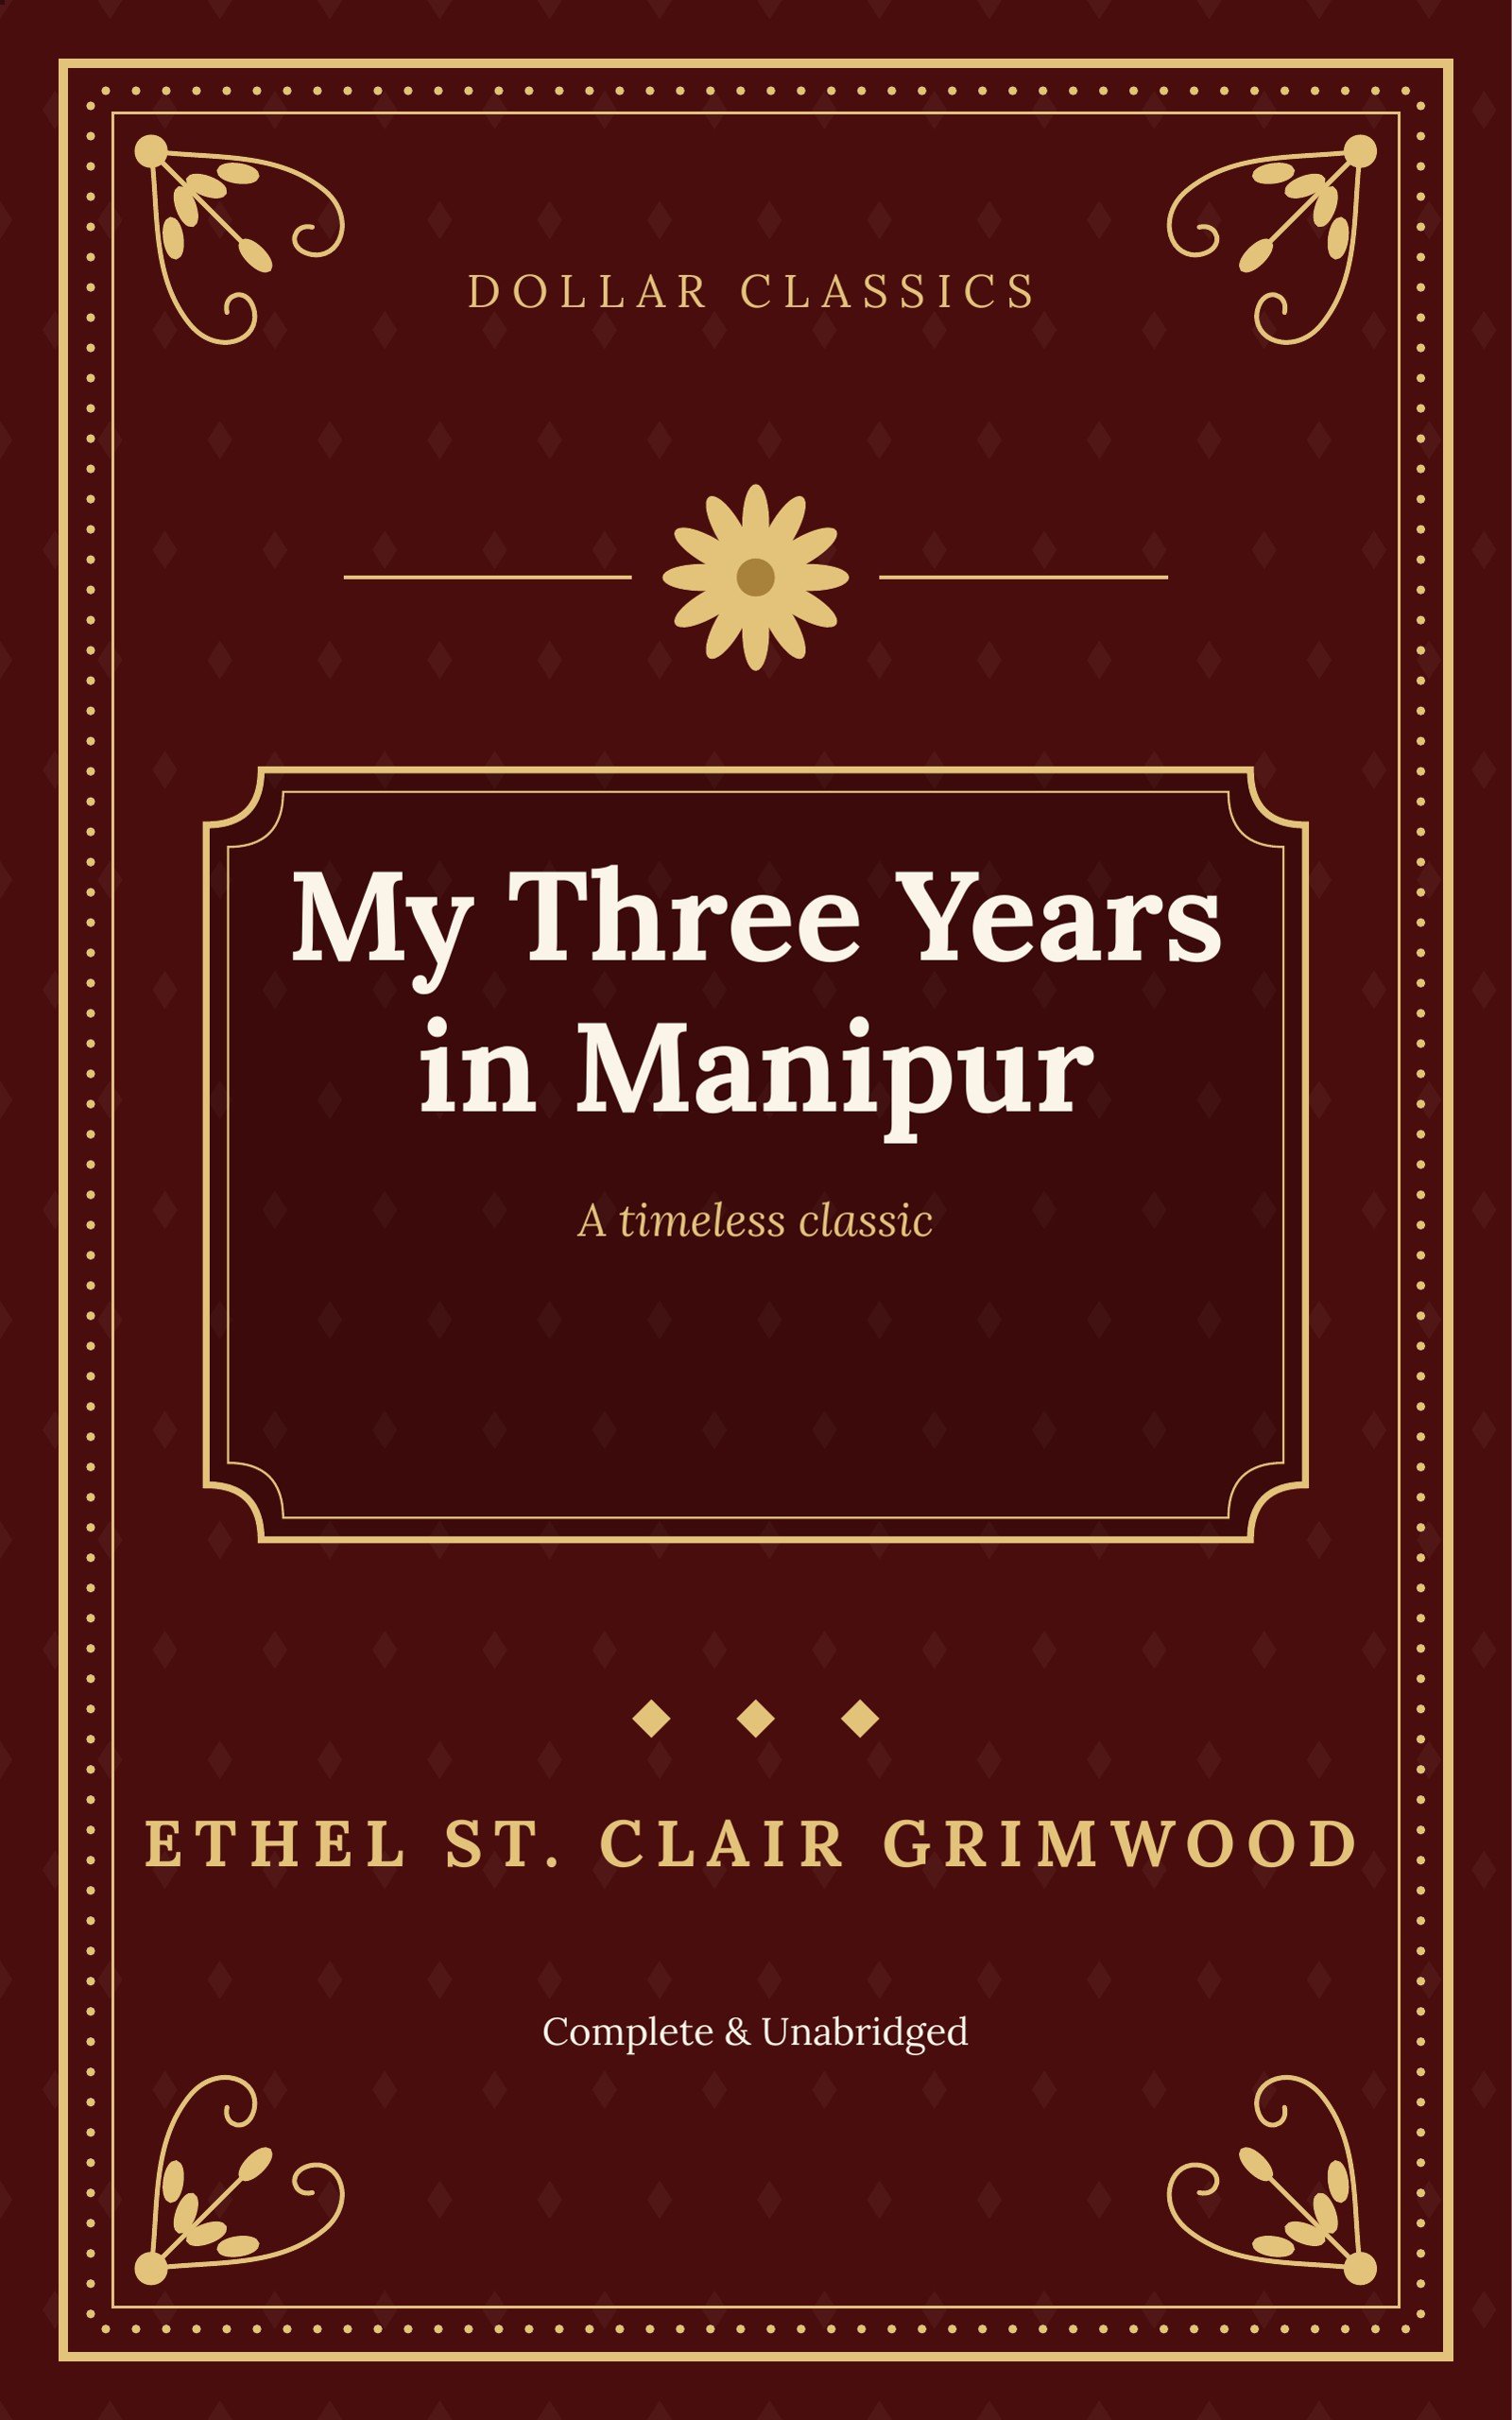 DOLLAR CLASSICS
My Three Years
in Manipur
A timeless classic
ETHEL ST. CLAIR GRIMWOOD
Complete & Unabridged